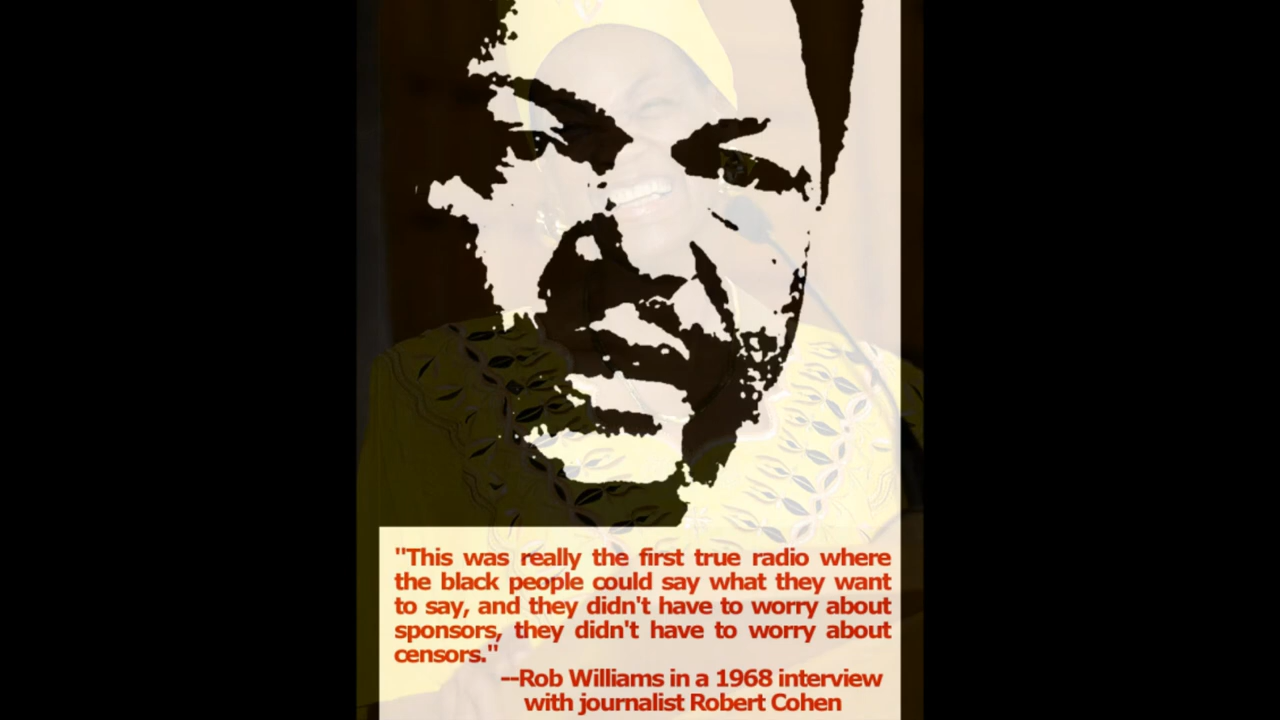 "This was really the first true radio where
the black people could say what they want
to say, and they didn't have to worry about
sponsors, they didn't have to worry about
censors."
--Rob Williams in a 1968 interview
with journalist Robert Cohen